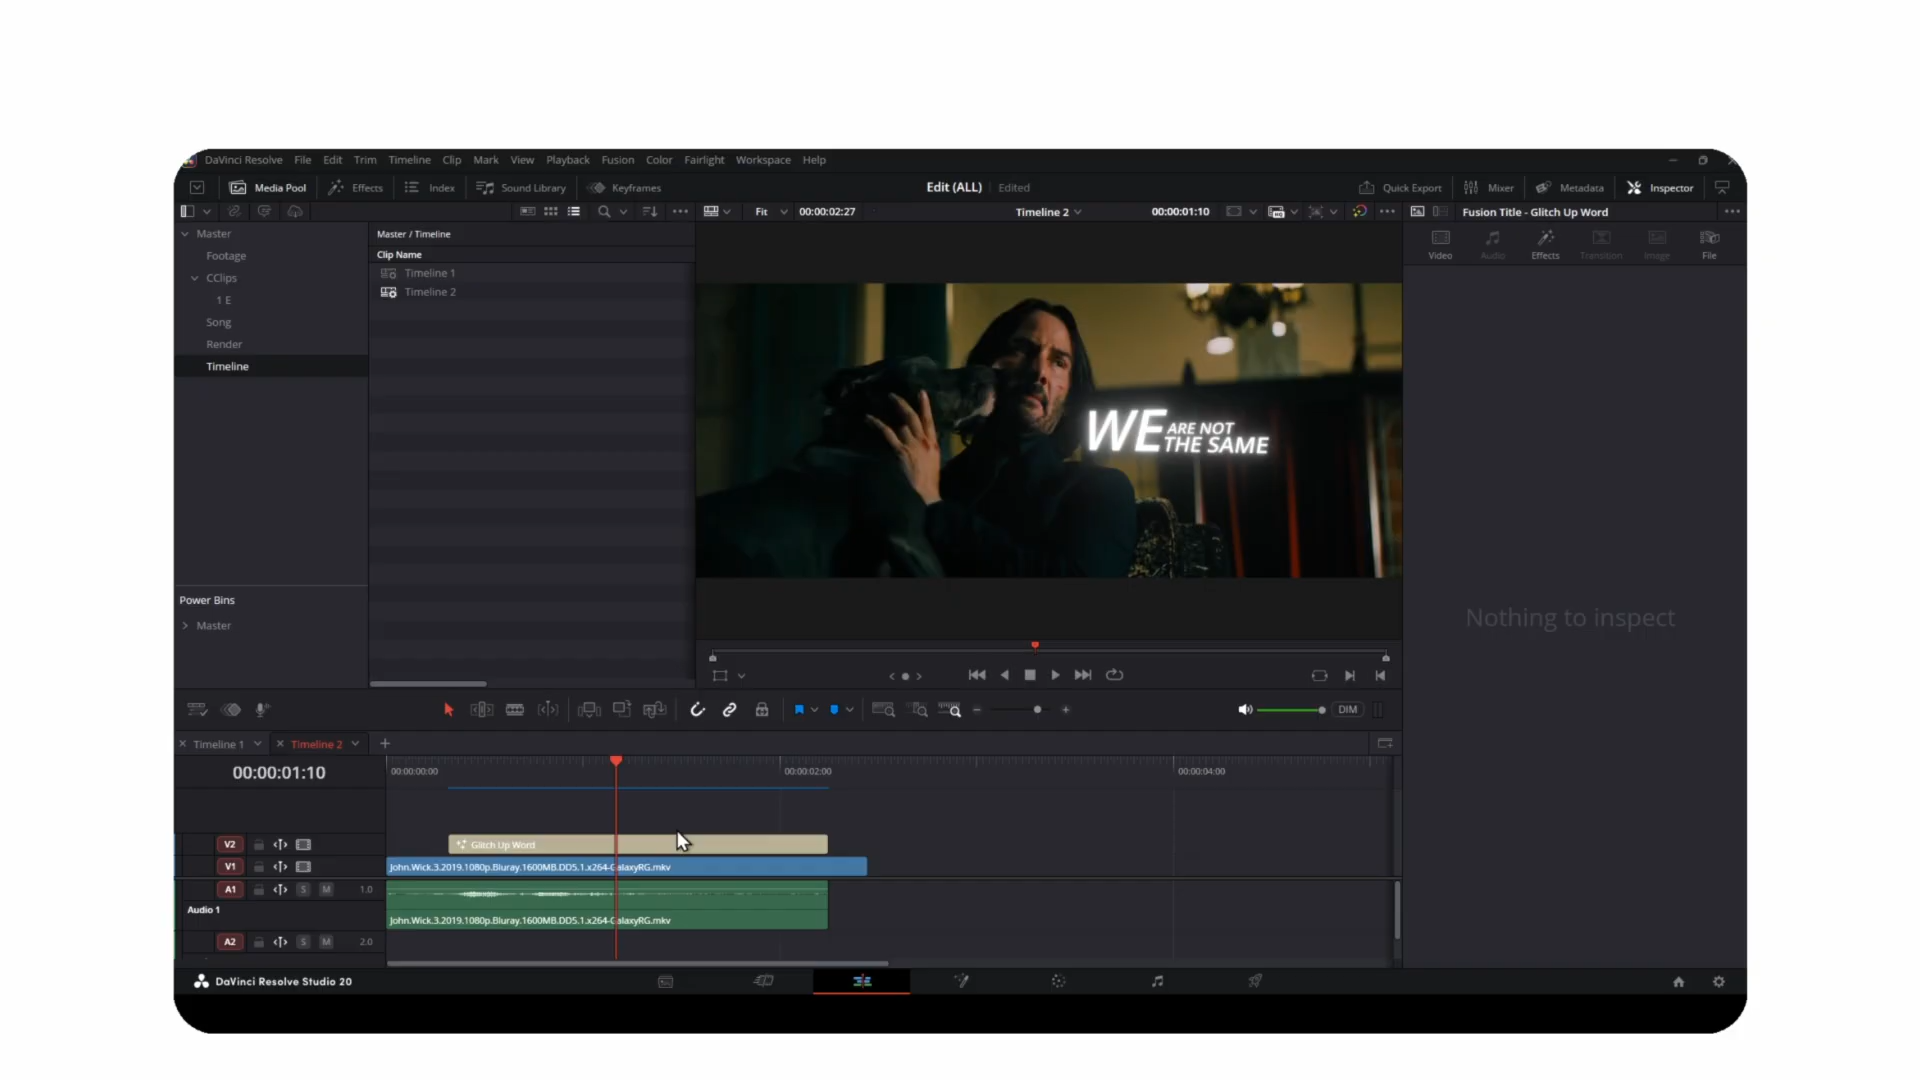 DaVinci Resolve File Edit Trim Timeline Clip Mark View Playback Fusion Color Fairlight Workspace Help
Media Pool Effects Index Sound Library Keyframes Edit (ALL) Edited Quick Export Mixer Metadata Inspector
Fit 00:00:02:27 Timeline 2 00:00:01:10 Fusion Title - Glitch Up Word
Master
Footage
CClips
1 E
Song
Render
Timeline
Master / Timeline
Clip Name
Timeline 1
Timeline 2
Video Audio Effects Transition Image File
WE ARE NOT
THE SAME
Nothing to inspect
Power Bins
Master
DIM
Timeline 1 Timeline 2
00:00:01:10 00:00:00:00 00:00:02:00 00:00:04:00
V2 Glitch Up Word
V1 John.Wick.3.2019.1080p.Bluray.1600MB.DD5.1.x264-GalaxyRG.mkv
A1 S M 1.0
Audio 1 John.Wick.3.2019.1080p.Bluray.1600MB.DD5.1.x264-GalaxyRG.mkv
A2 S M 2.0
DaVinci Resolve Studio 20